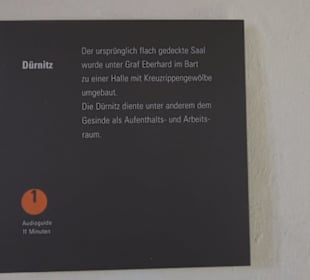 Dürnitz
Der ursprünglich flach gedeckte Saal
wurde unter Graf Eberhard im Bart
zu einer Halle mit Kreuzrippengewölbe
umgebaut.
Die Dürnitz diente unter anderem dem
Gesinde als Aufenthalts- und Arbeits-
raum.
1
Audioguide
11 Minuten